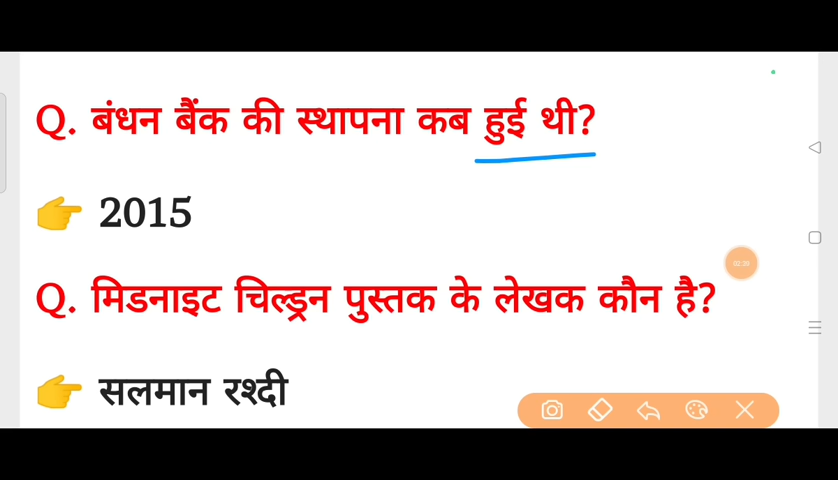 Q. बंधन बैंक की स्थापना कब हुई थी?
👉 2015
Q. मिडनाइट चिल्ड्रन पुस्तक के लेखक कौन है?
👉 सलमान रश्दी